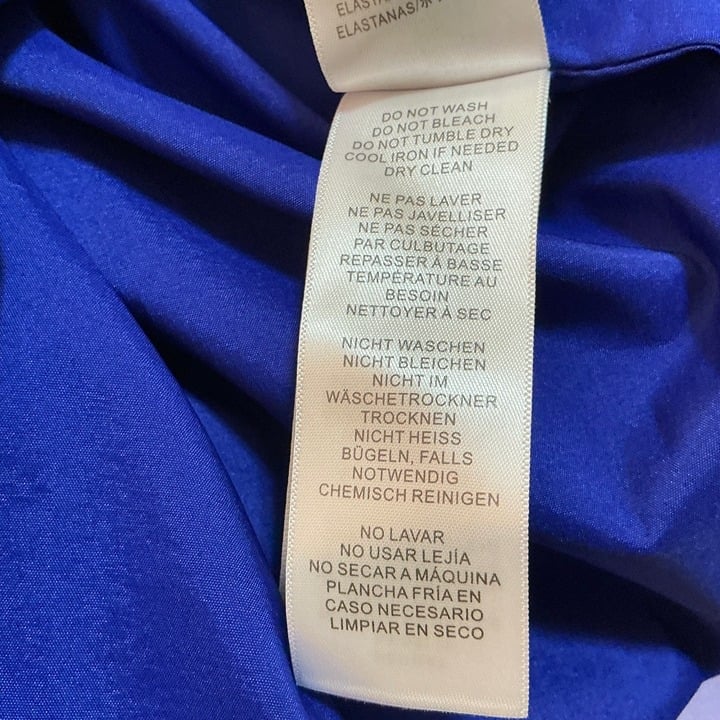 ELASTANAS/
DO NOT WASH
DO NOT BLEACH
DO NOT TUMBLE DRY
COOL IRON IF NEEDED
DRY CLEAN
NE PAS LAVER
NE PAS JAVELLISER
NE PAS SÉCHER
PAR CULBUTAGE
REPASSER À BASSE
TEMPÉRATURE AU
BESOIN
NETTOYER À SEC
NICHT WASCHEN
NICHT BLEICHEN
NICHT IM
WÄSCHETROCKNER
TROCKNEN
NICHT HEISS
BÜGELN, FALLS
NOTWENDIG
CHEMISCH REINIGEN
NO LAVAR
NO USAR LEJÍA
NO SECAR A MÁQUINA
PLANCHA FRÍA EN
CASO NECESARIO
LIMPIAR EN SECO